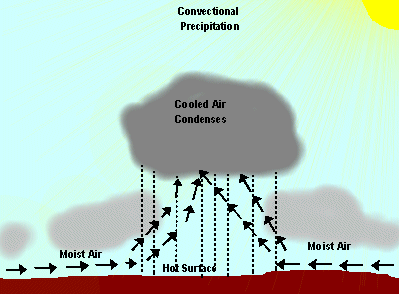 Convectional
Precipitation
Cooled Air
Condenses
Moist Air
Moist Air
Hot Surface